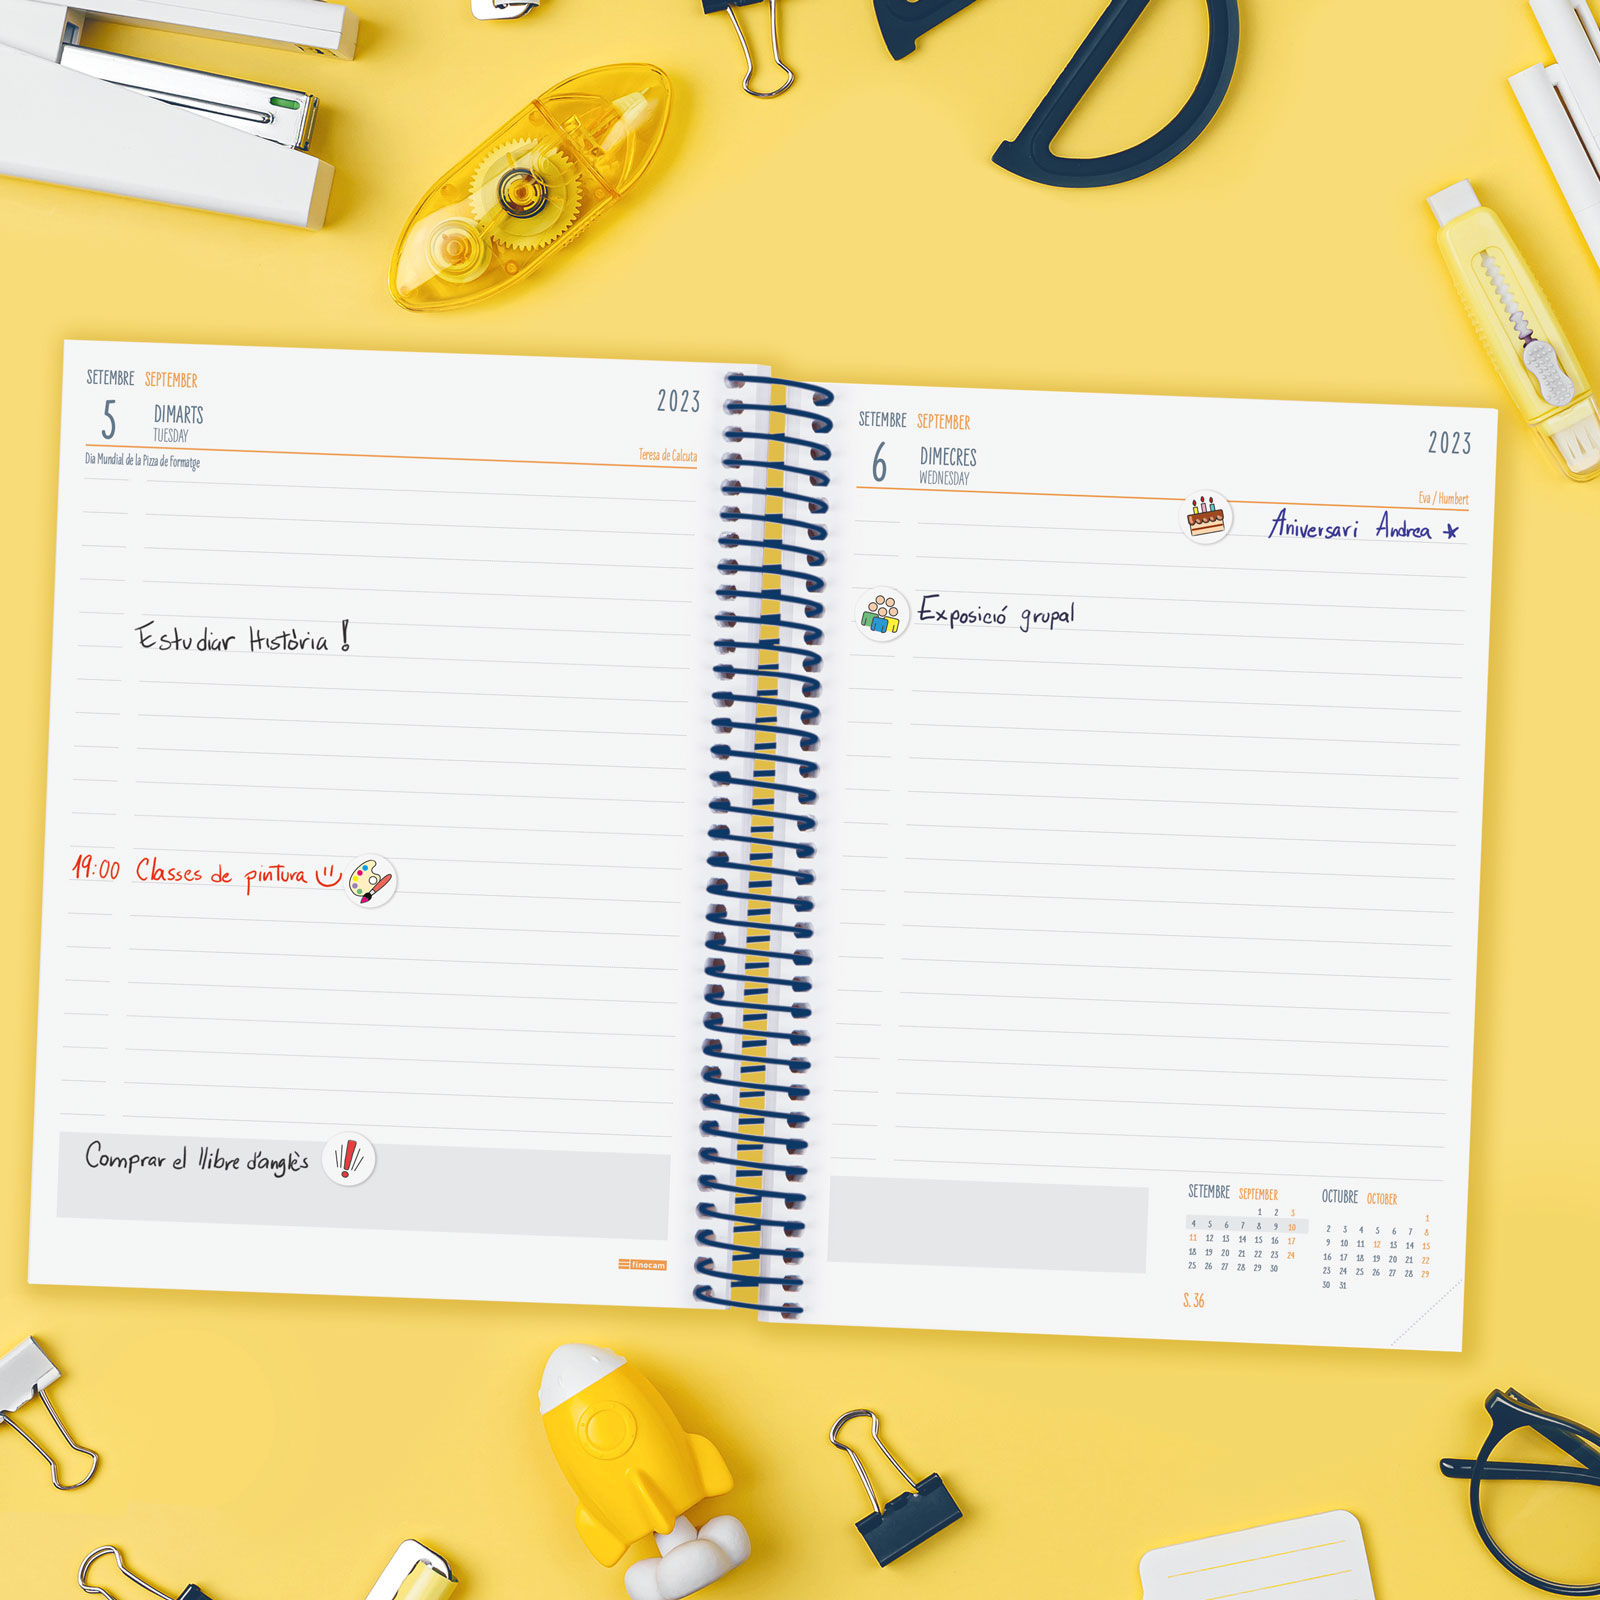 SETEMBRE SEPTEMBER
2023
5 DIMARTS
TUESDAY
Dia Mundial de la Pizza de Formatge
Teresa de Calcuta
Estudiar Història !
19:00 Classes de pintura
Comprar el llibre d'anglès
finocam
SETEMBRE SEPTEMBER
2023
6 DIMECRES
WEDNESDAY
Eva / Humbert
Aniversari Andrea
Exposició grupal
SETEMBRE SEPTEMBER
1 2 3
4 5 6 7 8 9 10
11 12 13 14 15 16 17
18 19 20 21 22 23 24
25 26 27 28 29 30
OCTUBRE OCTOBER
1
2 3 4 5 6 7 8
9 10 11 12 13 14 15
16 17 18 19 20 21 22
23 24 25 26 27 28 29
30 31
S. 36